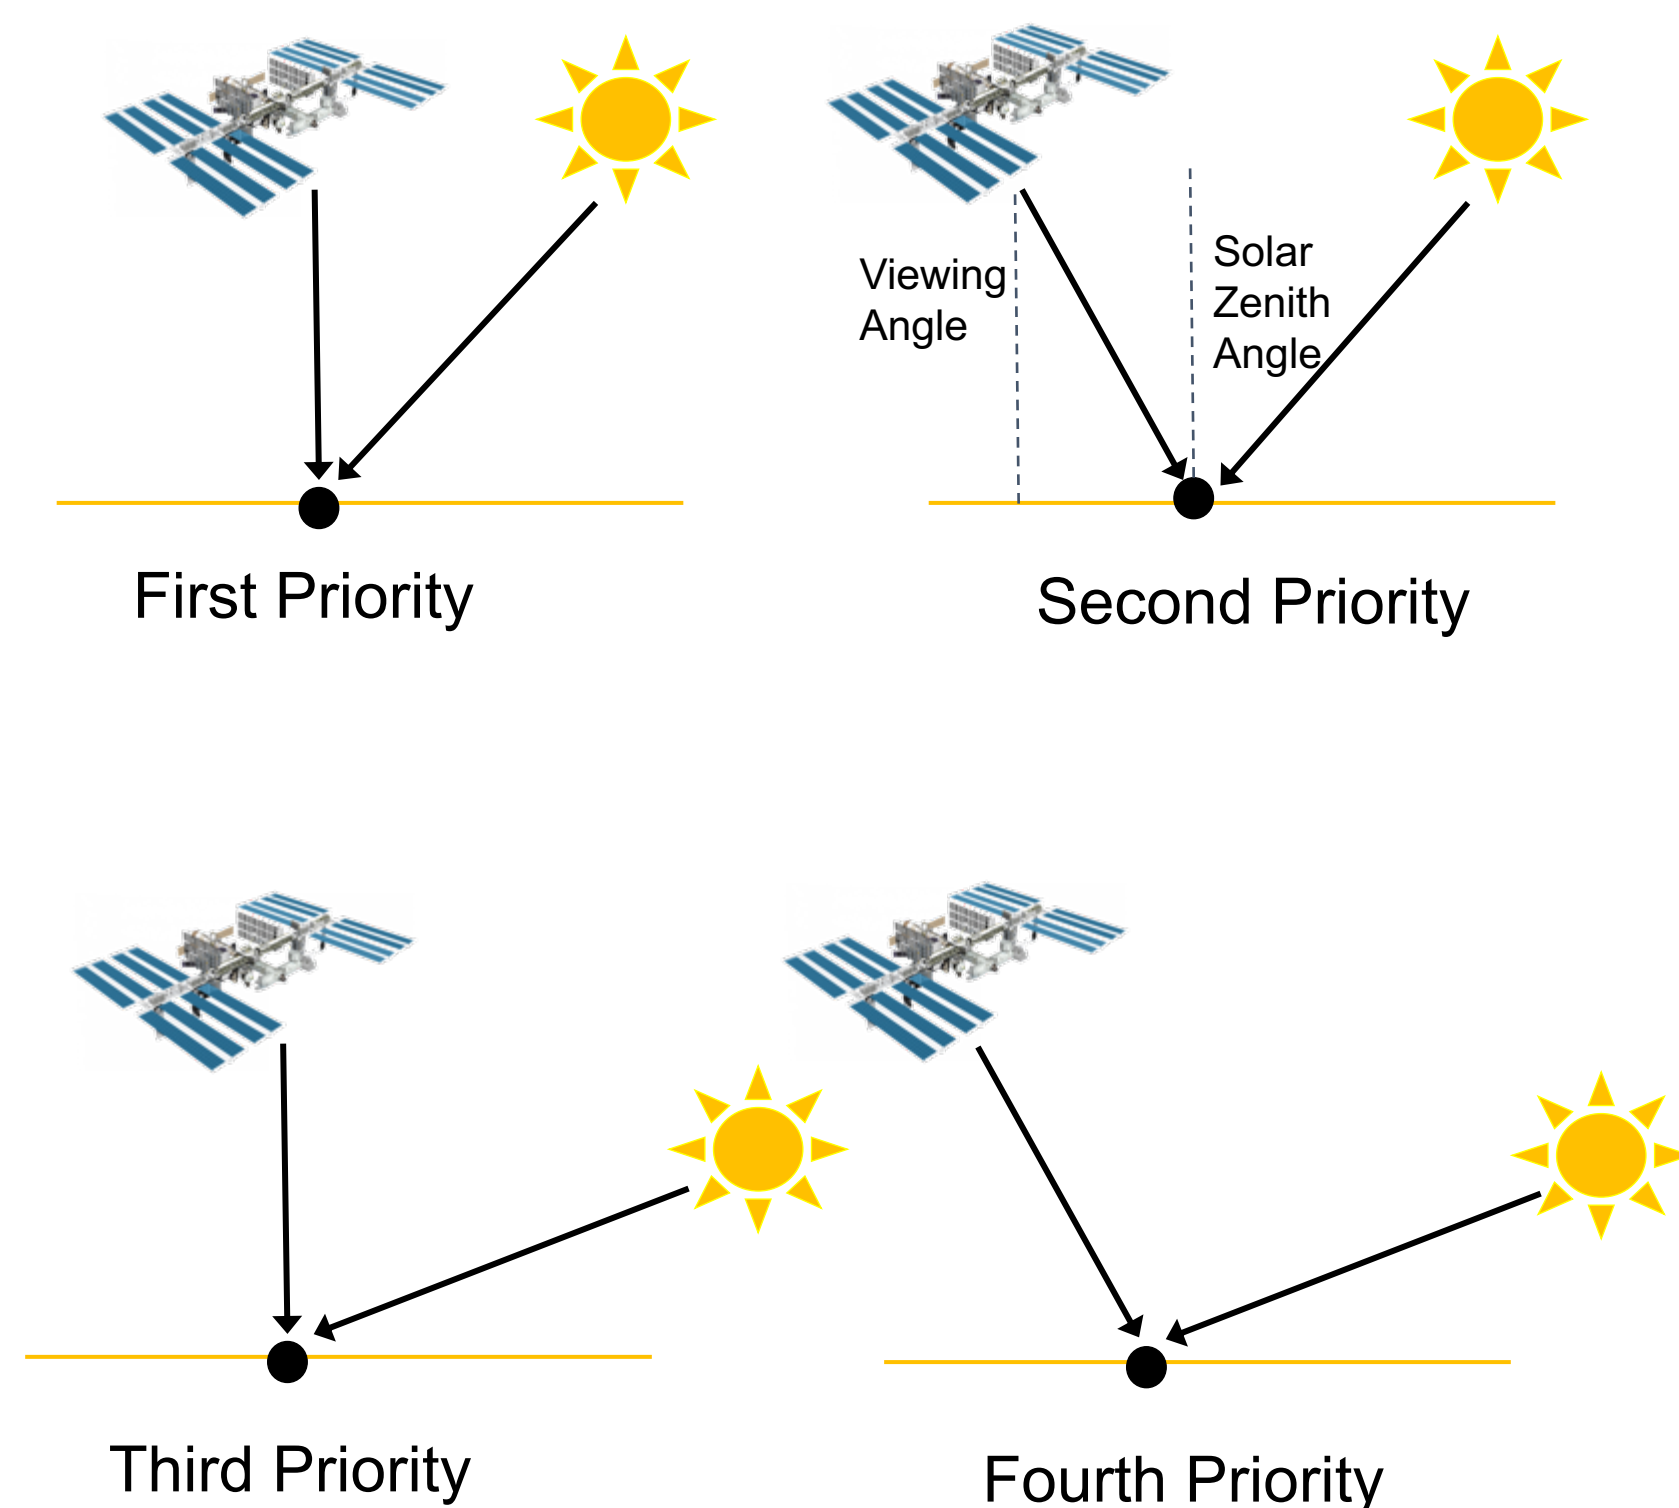 Viewing
Angle
Solar
Zenith
Angle
First Priority
Second Priority
Third Priority
Fourth Priority